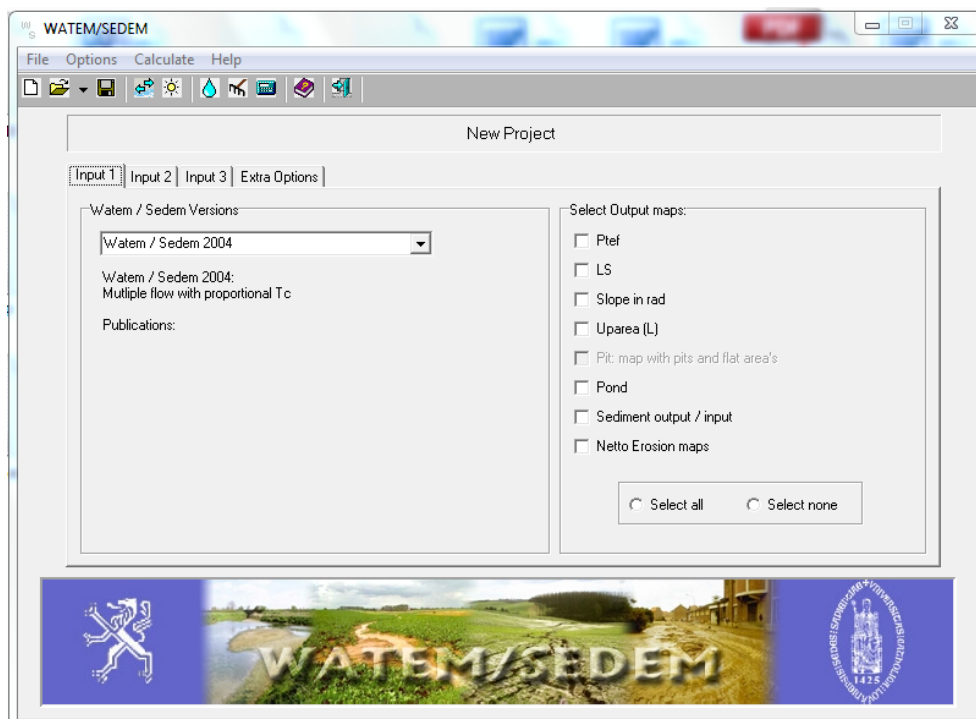 WS WATEM/SEDEM
File Options Calculate Help
New Project
Input 1 Input 2 Input 3 Extra Options
Watem / Sedem Versions
Watem / Sedem 2004
Watem / Sedem 2004:
Mutliple flow with proportional Tc
Publications:
Select Output maps:
Ptef
LS
Slope in rad
Uparea (L)
Pit: map with pits and flat area's
Pond
Sediment output / input
Netto Erosion maps
Select all Select none
WATEM/SEDEM
1425